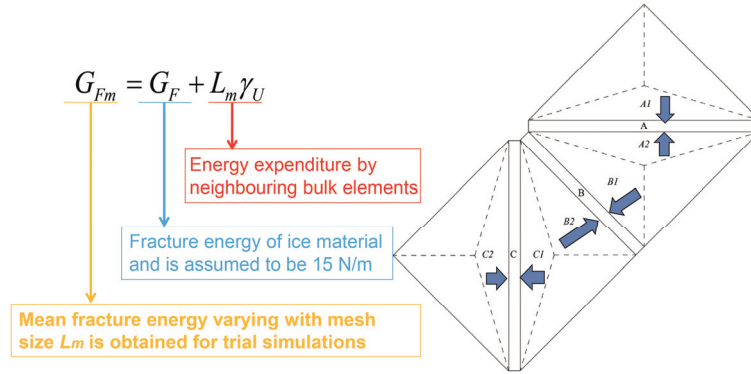 G_Fm = G_F + L_m γ_U
Energy expenditure by
neighbouring bulk elements
Fracture energy of ice material
and is assumed to be 15 N/m
Mean fracture energy varying with mesh
size Lm is obtained for trial simulations
A1
A
A2
B1
B
B2
C2
C
C1